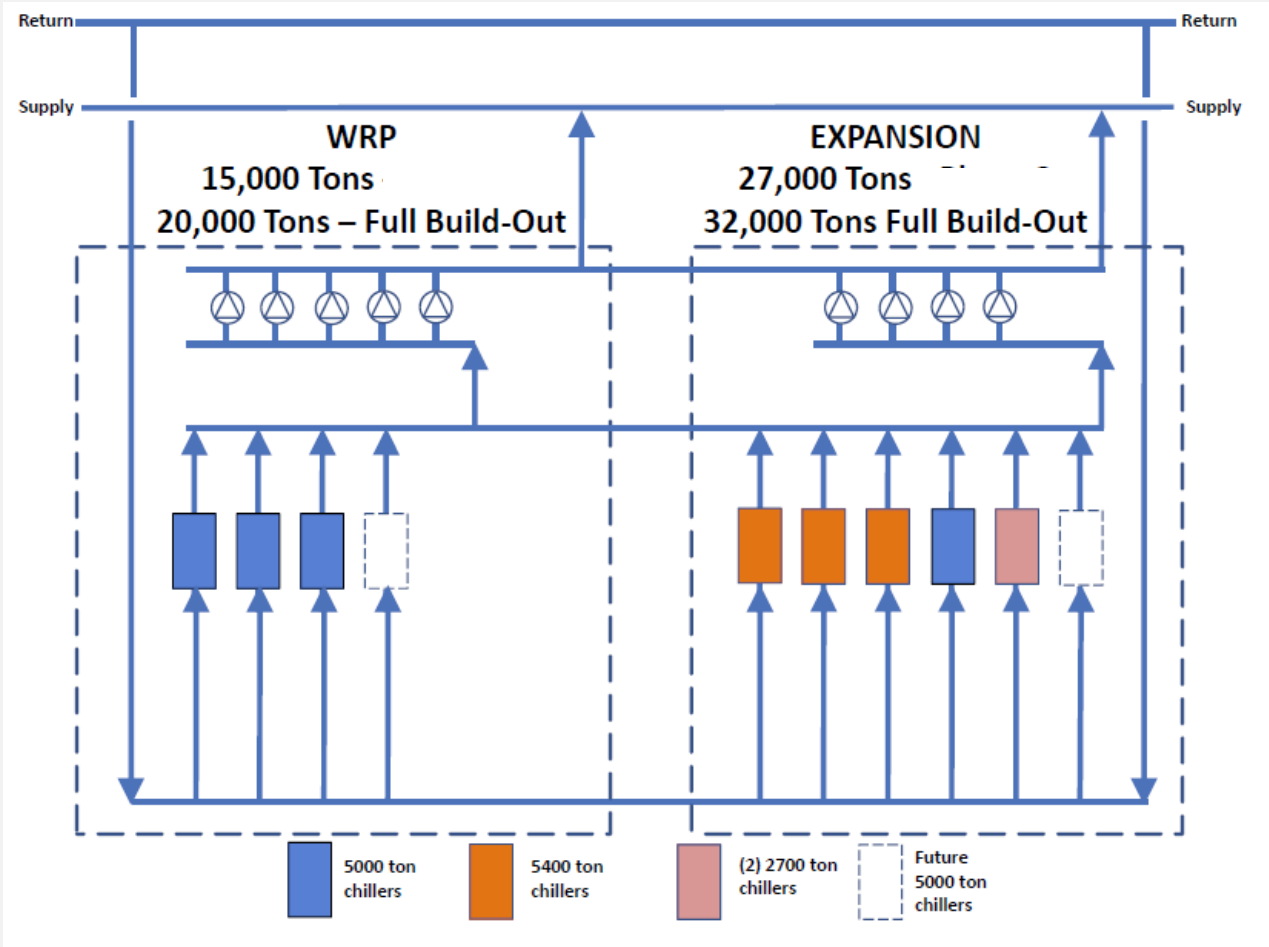 Return
Return
Supply
Supply
WRP
15,000 Tons
20,000 Tons – Full Build-Out
EXPANSION
27,000 Tons
32,000 Tons Full Build-Out
5000 ton
chillers
5400 ton
chillers
(2) 2700 ton
chillers
Future
5000 ton
chillers